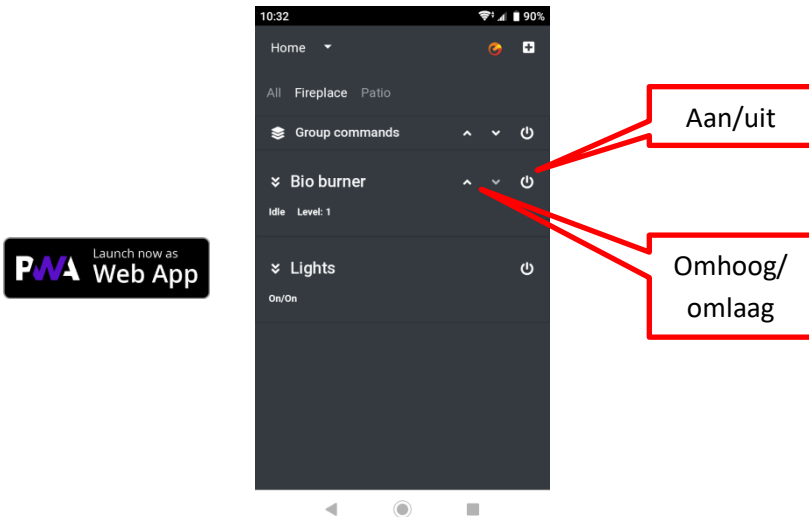 10:32
90%
Home
All Fireplace Patio
Group commands
Bio burner
Idle Level: 1
Lights
On/On
PWA Launch now as
Web App
Aan/uit
Omhoog/
omlaag